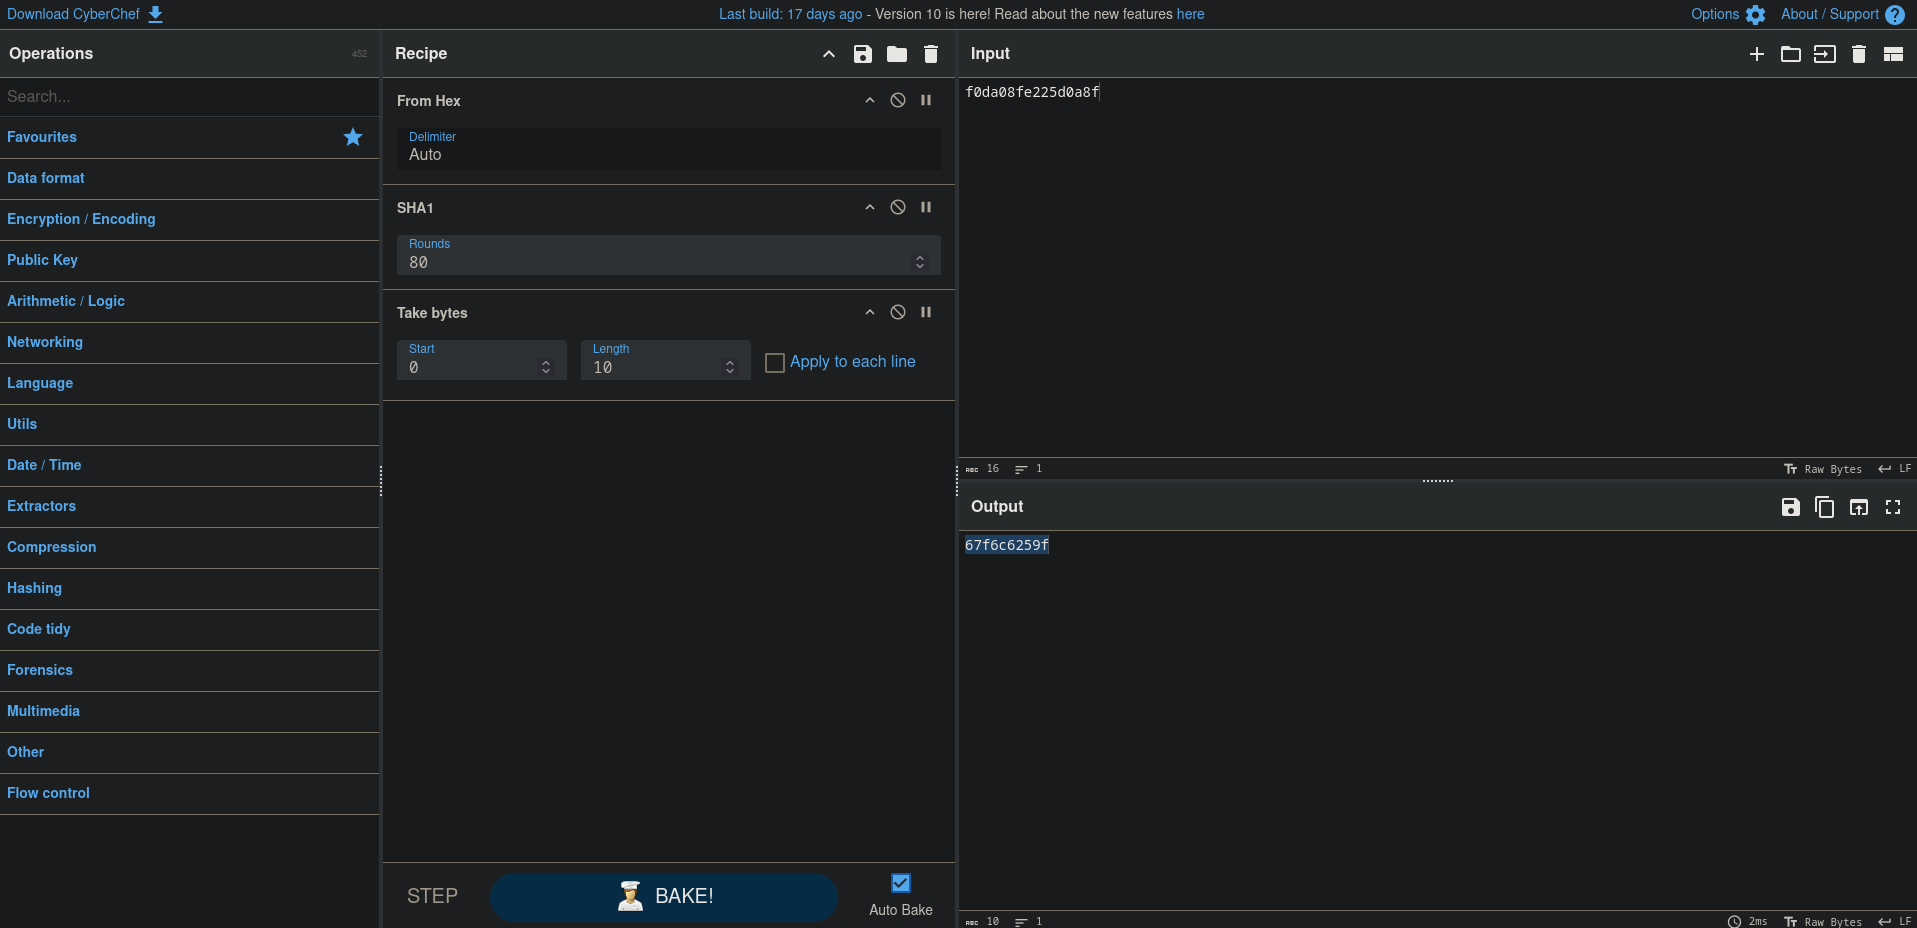 Download CyberChef
Last build: 17 days ago - Version 10 is here! Read about the new features here
Options
About / Support
Operations
452
Search...
Favourites
Data format
Encryption / Encoding
Public Key
Arithmetic / Logic
Networking
Language
Utils
Date / Time
Extractors
Compression
Hashing
Code tidy
Forensics
Multimedia
Other
Flow control
Recipe
From Hex
Delimiter
Auto
SHA1
Rounds
80
Take bytes
Start
0
Length
10
Apply to each line
STEP
BAKE!
Auto Bake
Input
f0da08fe225d0a8f
ABC 16 1
Tт Raw Bytes LF
Output
67f6c6259f
ABC 10 1
2ms Tт Raw Bytes LF